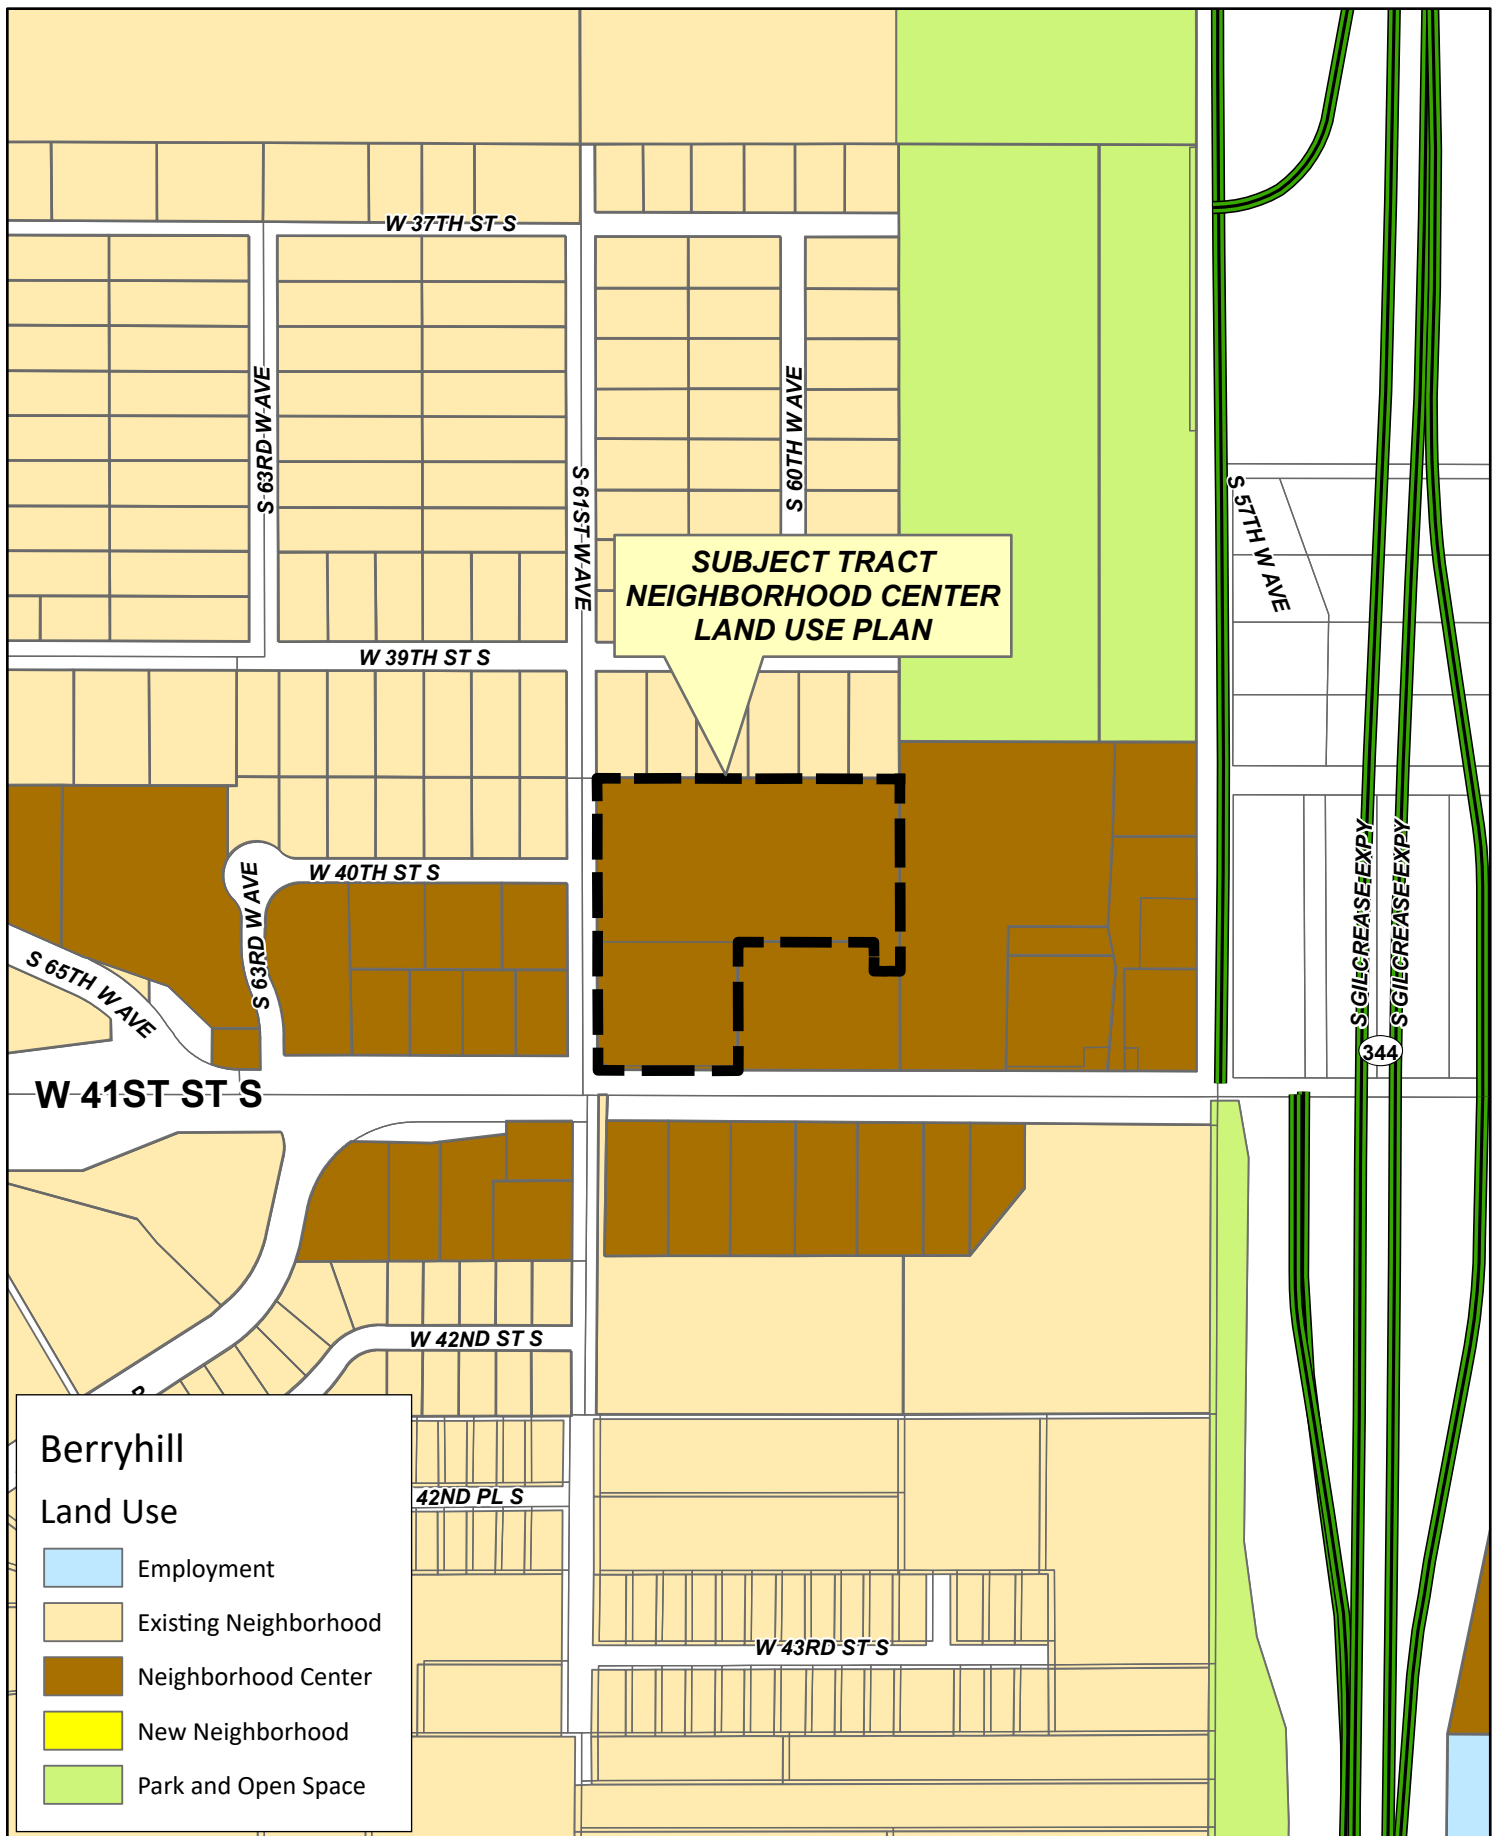 W 37TH ST S
S 63RD W AVE
S 61ST W AVE
S 60TH W AVE
S 57TH W AVE
SUBJECT TRACT
NEIGHBORHOOD CENTER
LAND USE PLAN
W 39TH ST S
W 40TH ST S
S 63RD W AVE
S 65TH W AVE
S GILCREASE EXPY
S GILCREASE EXPY
344
W 41ST ST S
W 42ND ST S
42ND PL S
W 43RD ST S
Berryhill
Land Use
Employment
Existing Neighborhood
Neighborhood Center
New Neighborhood
Park and Open Space